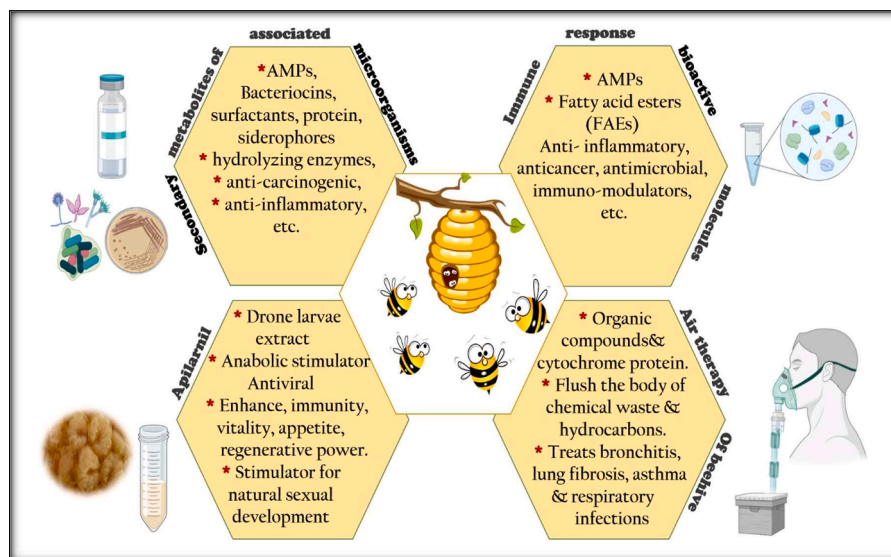 Secondary
metabolites of
associated
microorganisms
* AMPs,
Bacteriocins,
surfactants, protein,
siderophores
* hydrolyzing enzymes,
* anti-carcinogenic,
* anti-inflammatory,
etc.
Immune
response
bioactive
molecules
* AMPs
* Fatty acid esters
(FAEs)
Anti- inflammatory,
anticancer, antimicrobial,
immuno-modulators,
etc.
Apilarnil
* Drone larvae
extract
* Anabolic stimulator
Antiviral
* Enhance, immunity,
vitality, appetite,
regenerative power.
* Stimulator for
natural sexual
development
Air therapy
Of beehive
* Organic
compounds&
cytochrome protein.
* Flush the body of
chemical waste &
hydrocarbons.
* Treats bronchitis,
lung fibrosis, asthma
& respiratory
infections